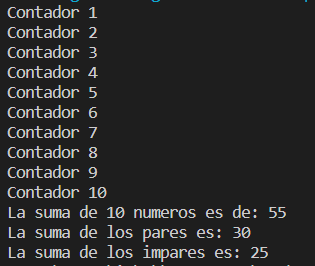 Contador 1
Contador 2
Contador 3
Contador 4
Contador 5
Contador 6
Contador 7
Contador 8
Contador 9
Contador 10
La suma de 10 numeros es de: 55
La suma de los pares es: 30
La suma de los impares es: 25